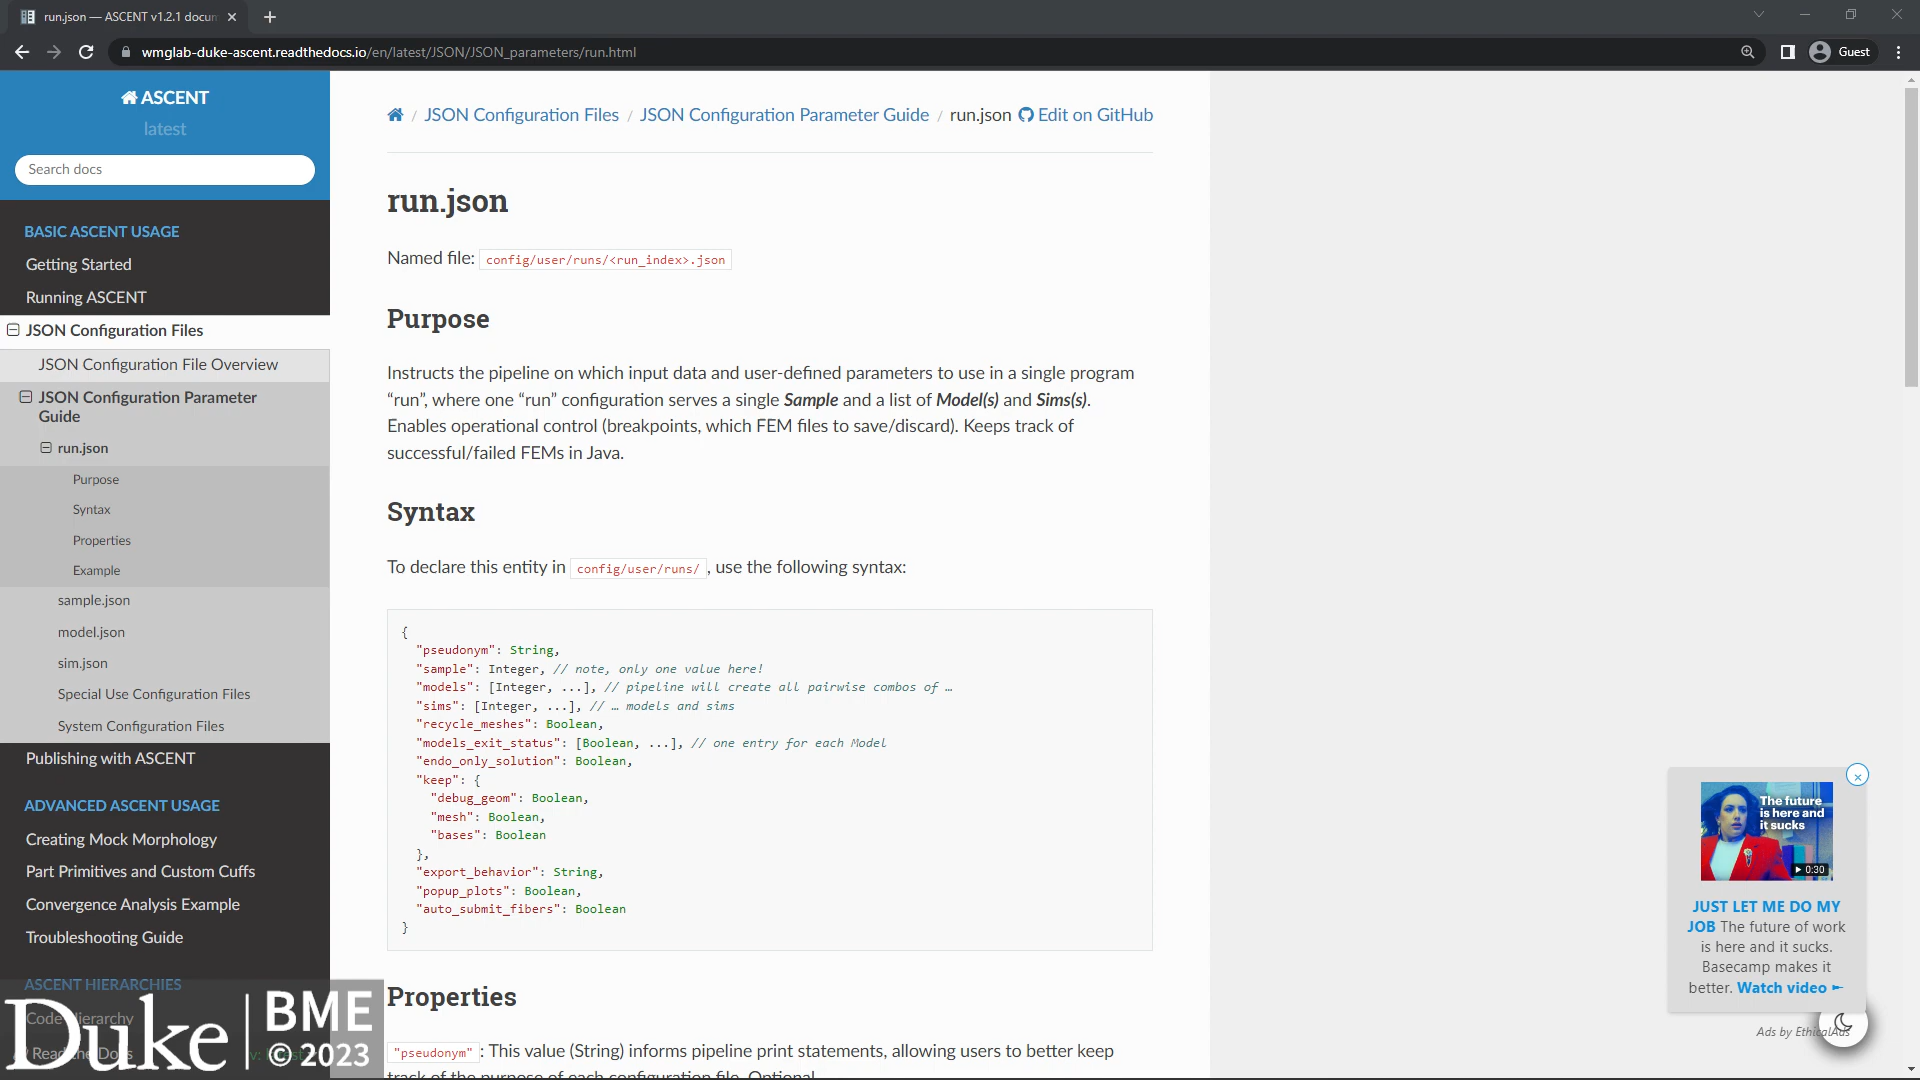 run.json — ASCENT v1.2.1 docum
wmglab-duke-ascent.readthedocs.io/en/latest/JSON/JSON_parameters/run.html
Guest
ASCENT
latest
Search docs
BASIC ASCENT USAGE
Getting Started
Running ASCENT
JSON Configuration Files
JSON Configuration File Overview
JSON Configuration Parameter
Guide
run.json
Purpose
Syntax
Properties
Example
sample.json
model.json
sim.json
Special Use Configuration Files
System Configuration Files
Publishing with ASCENT
ADVANCED ASCENT USAGE
Creating Mock Morphology
Part Primitives and Custom Cuffs
Convergence Analysis Example
Troubleshooting Guide
ASCENT HIERARCHIES
Code Hierarchy
Read the Docs
Duke
BME
©2023
/ JSON Configuration Files / JSON Configuration Parameter Guide / run.json Edit on GitHub
run.json
Named file: config/user/runs/<run_index>.json
Purpose
Instructs the pipeline on which input data and user-defined parameters to use in a single program
“run”, where one “run” configuration serves a single Sample and a list of Model(s) and Sims(s).
Enables operational control (breakpoints, which FEM files to save/discard). Keeps track of
successful/failed FEMs in Java.
Syntax
To declare this entity in config/user/runs/ , use the following syntax:
{
"pseudonym": String,
"sample": Integer, // note, only one value here!
"models": [Integer, ...], // pipeline will create all pairwise combos of …
"sims": [Integer, ...], // … models and sims
"recycle_meshes": Boolean,
"models_exit_status": [Boolean, ...], // one entry for each Model
"endo_only_solution": Boolean,
"keep": {
"debug_geom": Boolean,
"mesh": Boolean,
"bases": Boolean
},
"export_behavior": String,
"popup_plots": Boolean,
"auto_submit_fibers": Boolean
}
Properties
"pseudonym" : This value (String) informs pipeline print statements, allowing users to better keep
track of the purpose of each configuration file. Optional
The future
is here and
it sucks
0:30
JUST LET ME DO MY
JOB The future of work
is here and it sucks.
Basecamp makes it
better. Watch video
Ads by EthicalAds